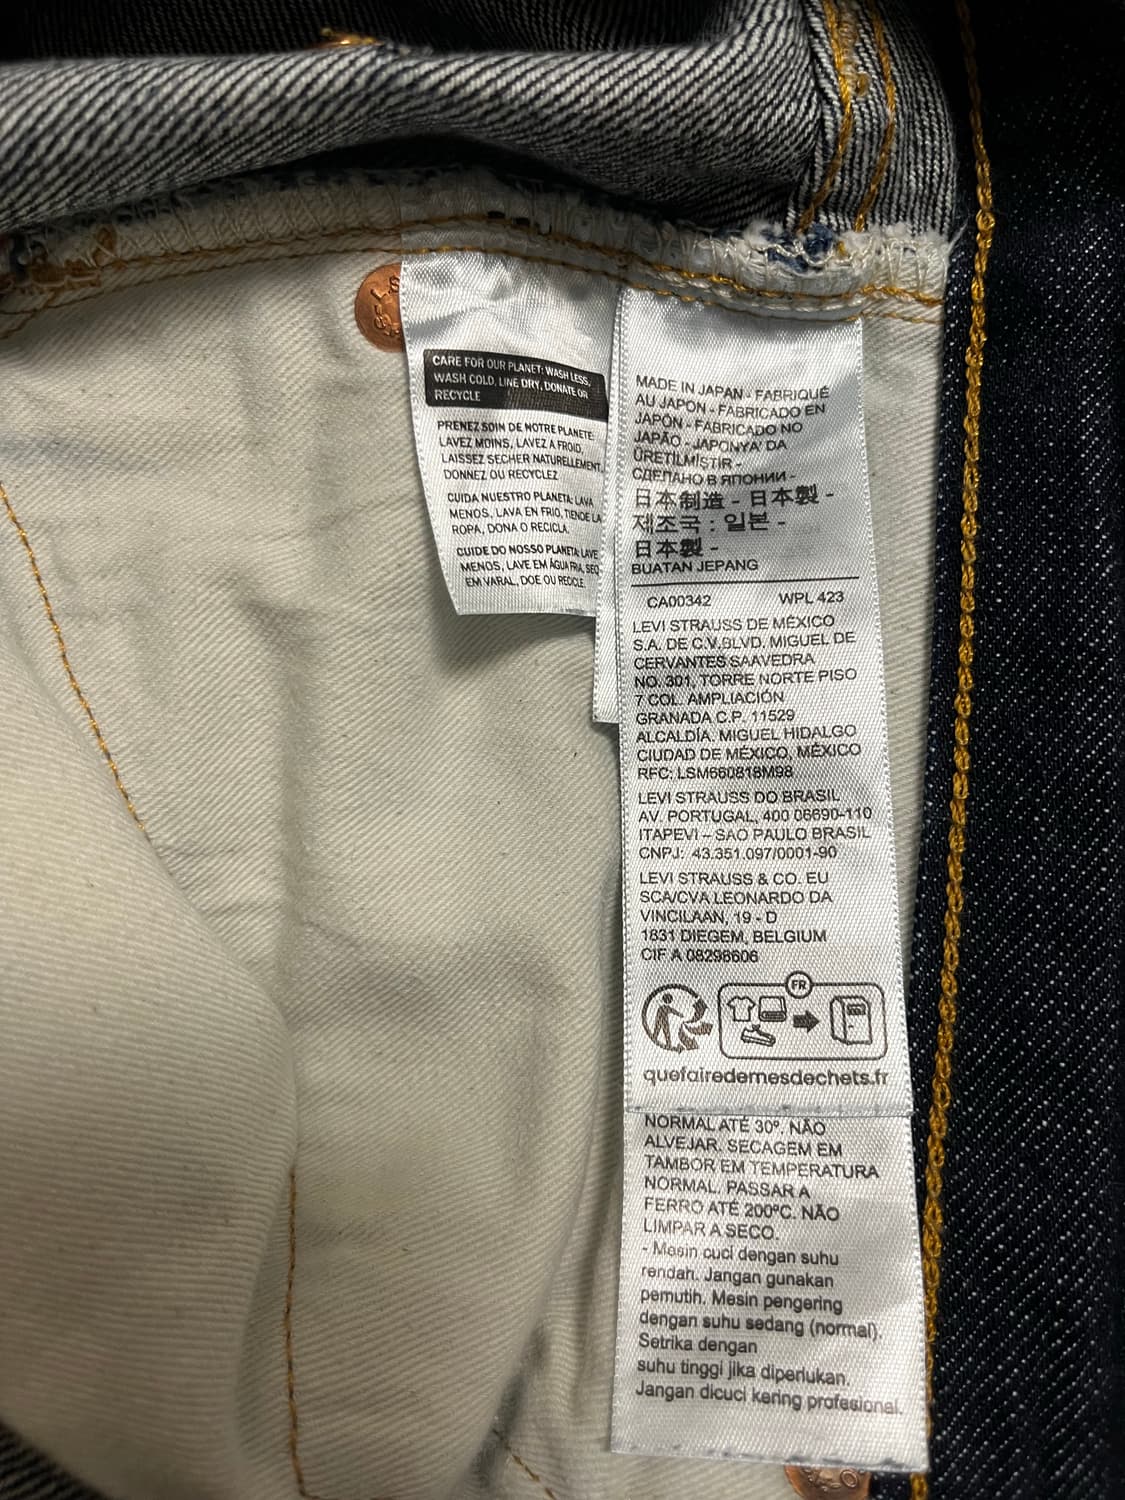 CARE FOR OUR PLANET: WASH LESS,
WASH COLD, LINE DRY, DONATE OR
RECYCLE
PRENEZ SOIN DE NOTRE PLANETE:
LAVEZ MOINS, LAVEZ A FROID,
LAISSEZ SECHER NATURELLEMENT,
DONNEZ OU RECYCLEZ
CUIDA NUESTRO PLANETA: LAVA
MENOS, LAVA EN FRIO, TIENDE LA
ROPA, DONA O RECICLA.
CUIDE DO NOSSO PLANETA: LAVE
MENOS, LAVE EM ÁGUA FRIA, SEQ
EM VARAL, DOE OU RECICLE.
MADE IN JAPAN - FABRIQUÉ
AU JAPON - FABRICADO EN
JAPON - FABRICADO NO
JAPÃO - JAPONYA' DA
ÜRETILMİŞTİR -
СДЕЛАНО В ЯПОНИИ -
日本制造 - 日本製 -
제조국 : 일본 -
日本製 -
BUATAN JEPANG
CA00342 WPL 423
LEVI STRAUSS DE MÉXICO
S.A. DE C.V.BLVD. MIGUEL DE
CERVANTES SAAVEDRA
NO. 301, TORRE NORTE PISO
7 COL. AMPLIACIÓN
GRANADA C.P. 11529
ALCALDÍA. MIGUEL HIDALGO
CIUDAD DE MÉXICO, MÉXICO
RFC: LSM660818M98
LEVI STRAUSS DO BRASIL
AV. PORTUGAL, 400 06690-110
ITAPEVI – SAO PAULO BRASIL
CNPJ: 43.351.097/0001-90
LEVI STRAUSS & CO. EU
SCA/CVA LEONARDO DA
VINCILAAN, 19 - D
1831 DIEGEM, BELGIUM
CIF A 08298606
FR
quefairedemesdechets.fr
NORMAL ATÉ 30°. NÃO
ALVEJAR. SECAGEM EM
TAMBOR EM TEMPERATURA
NORMAL. PASSAR A
FERRO ATÉ 200°C. NÃO
LIMPAR A SECO.
- Mesin cuci dengan suhu
rendah. Jangan gunakan
pemutih. Mesin pengering
dengan suhu sedang (normal).
Setrika dengan
suhu tinggi jika diperlukan.
Jangan dicuci kering profesional.